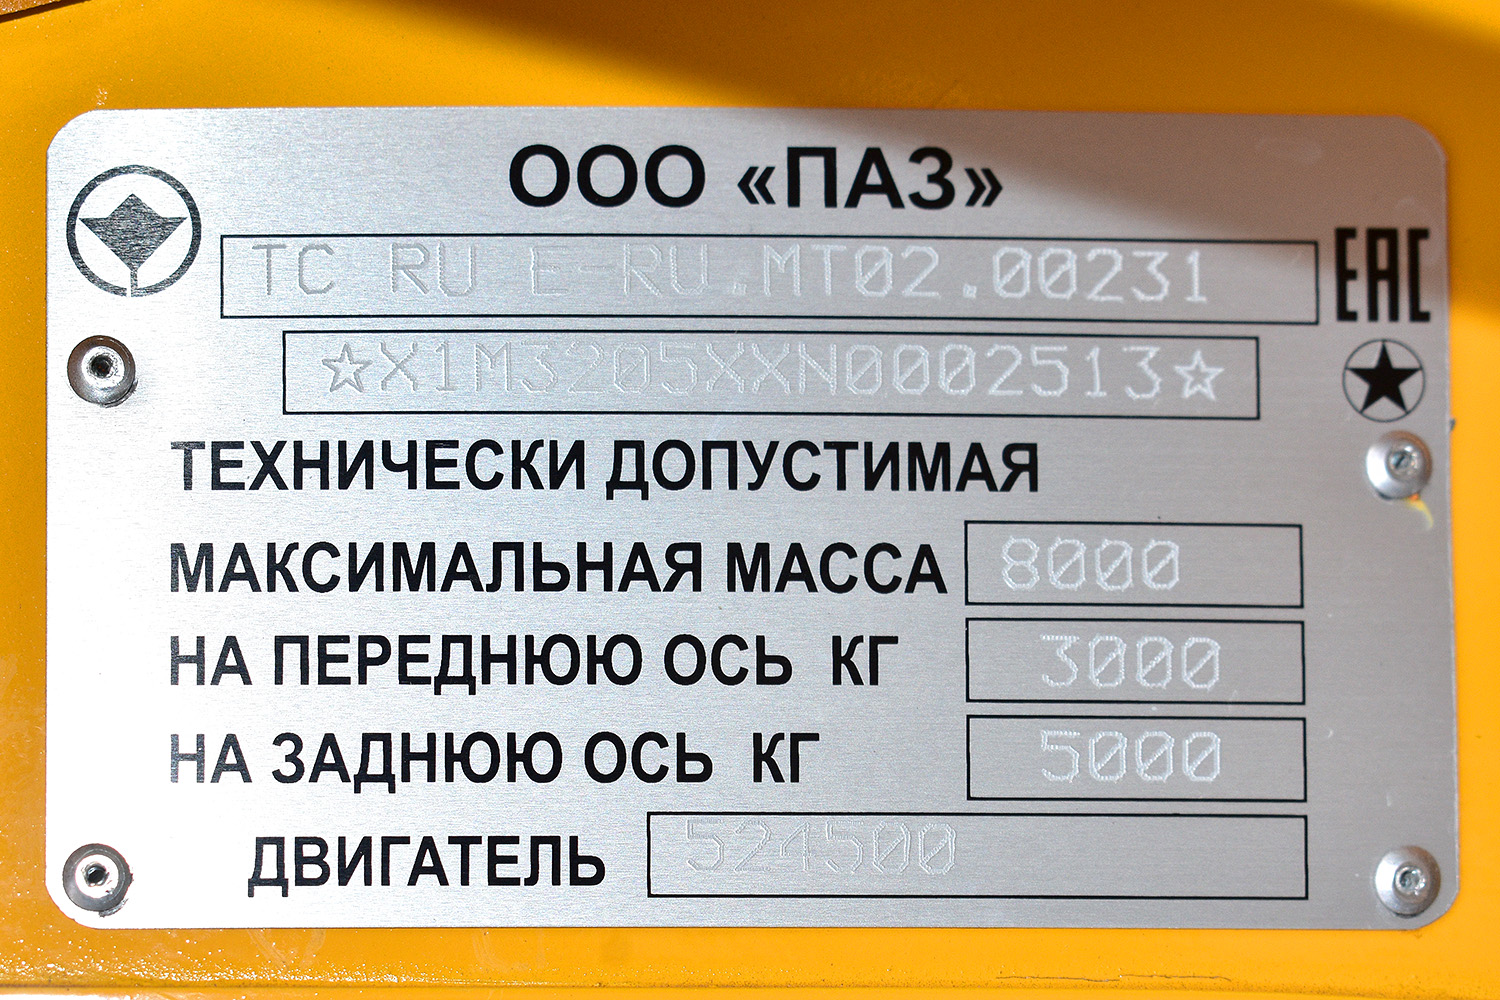 ООО «ПАЗ»
ТС RU E-RU.МТ02.00231
EAC
☆X1M3205XXN0002513☆
ТЕХНИЧЕСКИ ДОПУСТИМАЯ
МАКСИМАЛЬНАЯ МАССА 8000
НА ПЕРЕДНЮЮ ОСЬ КГ 3000
НА ЗАДНЮЮ ОСЬ КГ 5000
ДВИГАТЕЛЬ 524500